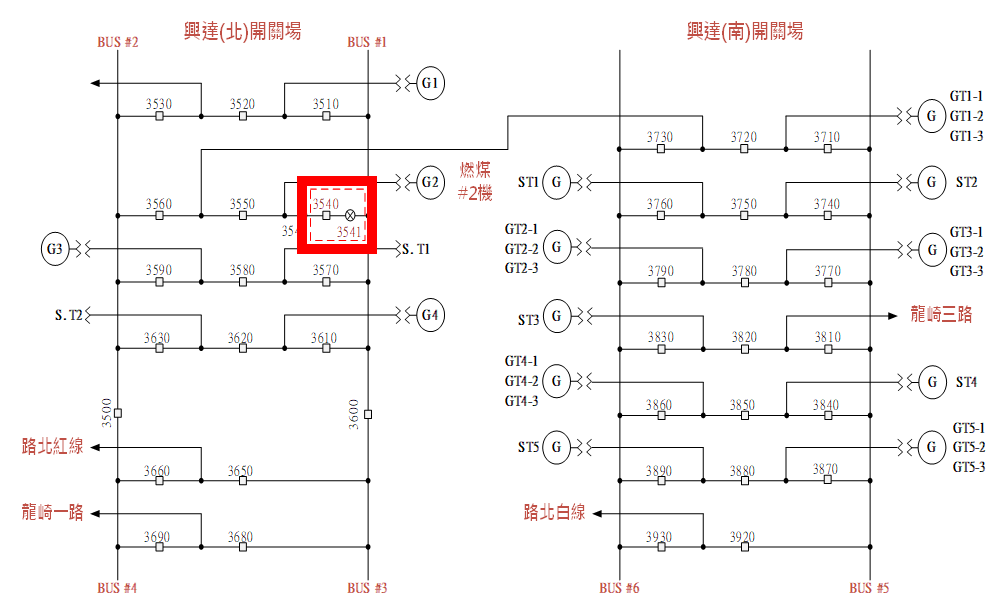 興達(北)開關場
BUS #2
BUS #1
G1
3530
3520
3510
燃煤
#2機
G2
3560
3550
3540
3541
G3
S.T1
3590
3580
3570
S.T2
G4
3630
3620
3610
3500
3600
路北紅線
3660
3650
龍崎一路
3690
3680
BUS #4
BUS #3
興達(南)開關場
GT1-1
G
GT1-2
GT1-3
3730
3720
3710
ST1
G
G
ST2
3760
3750
3740
GT2-1
GT2-2
GT2-3
G
G
GT3-1
GT3-2
GT3-3
3790
3780
3770
ST3
G
龍崎三路
3830
3820
3810
GT4-1
GT4-2
GT4-3
G
G
ST4
3860
3850
3840
ST5
G
G
GT5-1
GT5-2
GT5-3
3890
3880
3870
路北白線
3930
3920
BUS #6
BUS #5